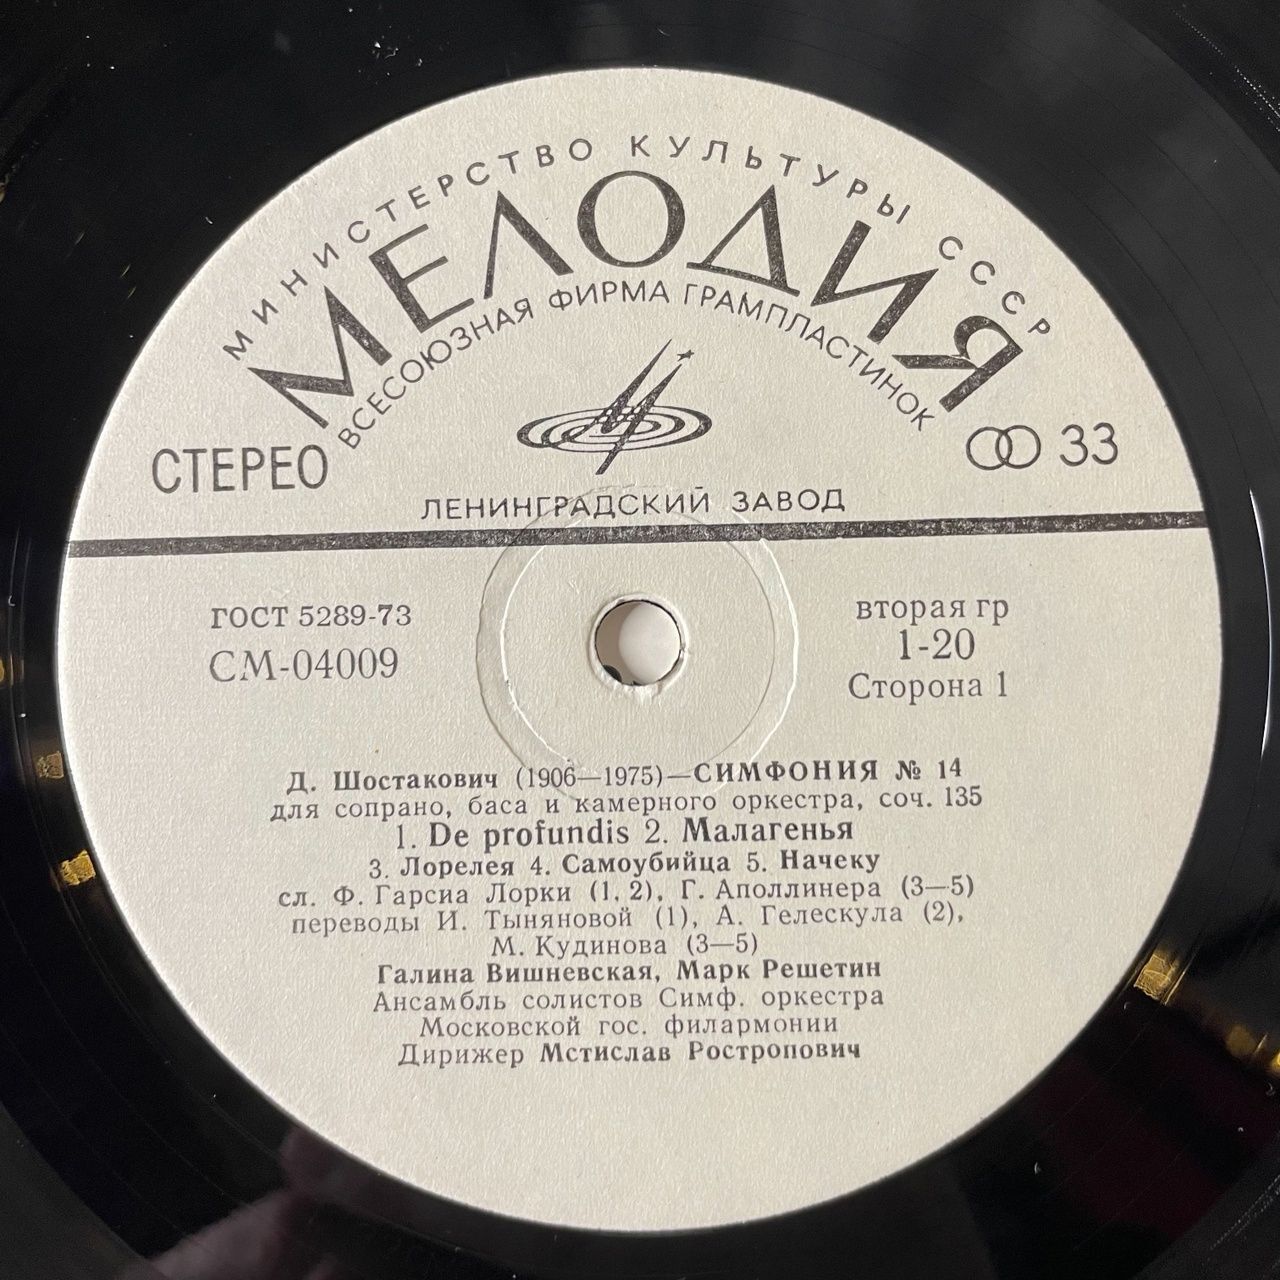 МИНИСТЕРСТВО КУЛЬТУРЫ СССР
МЕЛОДИЯ
ВСЕСОЮЗНАЯ ФИРМА ГРАМПЛАСТИНОК
СТЕРЕО
33
ЛЕНИНГРАДСКИЙ ЗАВОД
ГОСТ 5289-73
СМ-04009
вторая гр
1-20
Сторона 1
Д. Шостакович (1906—1975)—СИМФОНИЯ № 14
для сопрано, баса и камерного оркестра, соч. 135
1. De profundis 2. Малагенья
3. Лорелея 4. Самоубийца 5. Начеку
сл. Ф. Гарсиа Лорки (1, 2), Г. Аполлинера (3—5)
переводы И. Тыняновой (1), А. Гелескула (2),
М. Кудинова (3—5)
Галина Вишневская, Марк Решетин
Ансамбль солистов Симф. оркестра
Московской гос. филармонии
Дирижер Мстислав Ростропович